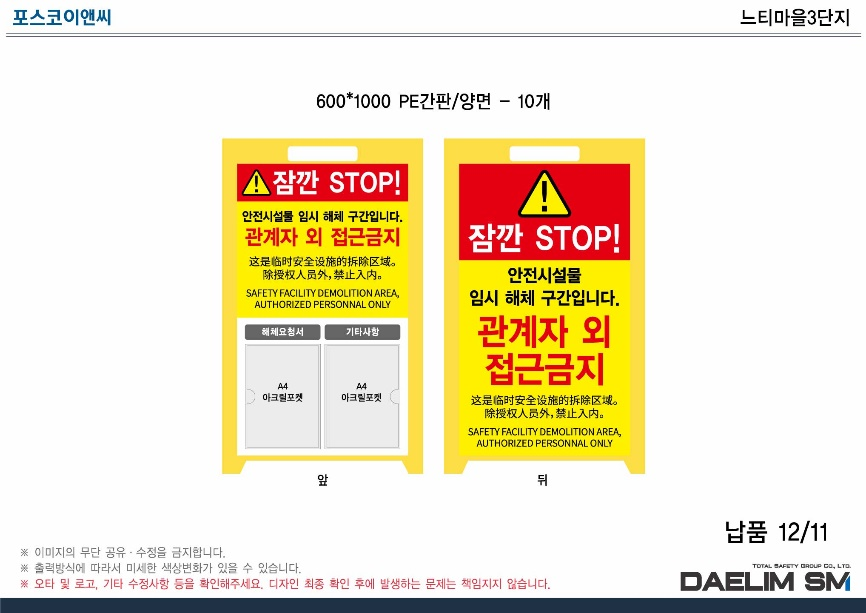 포스코이앤씨
느티마을3단지
600*1000 PE간판/양면 - 10개
잠깐 STOP!
안전시설물 임시 해체 구간입니다.
관계자 외 접근금지
这是临时安全设施的拆除区域。
除授权人员外，禁止入内。
SAFETY FACILITY DEMOLITION AREA,
AUTHORIZED PERSONNAL ONLY
해체요청서
기타사항
A4
아크릴포켓
A4
아크릴포켓
앞
잠깐 STOP!
안전시설물
임시 해체 구간입니다.
관계자 외
접근금지
这是临时安全设施的拆除区域。
除授权人员外，禁止入内。
SAFETY FACILITY DEMOLITION AREA,
AUTHORIZED PERSONNAL ONLY
뒤
납품 12/11
※ 이미지의 무단 공유 · 수정을 금지합니다.
※ 출력방식에 따라서 미세한 색상변화가 있을 수 있습니다.
※ 오타 및 로고, 기타 수정사항 등을 확인해주세요. 디자인 최종 확인 후에 발생하는 문제는 책임지지 않습니다.
TOTAL SAFETY GROUP CO., LTD.
DAELIM SM